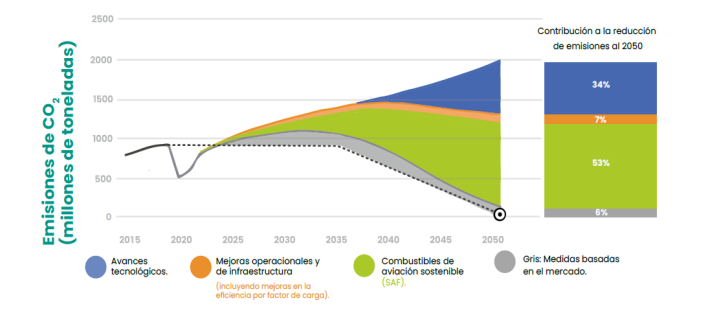 Emisiones de CO2
(millones de toneladas)
2500
2000
1500
1000
500
0
2015 2020 2025 2030 2035 2040 2045 2050
Contribución a la reducción
de emisiones al 2050
34%
7%
53%
6%
Avances
tecnológicos.
Mejoras operacionales y
de infraestructura
(Incluyendo mejoras en la
eficiencia por factor de carga).
Combustibles de
aviación sostenible
(SAF).
Gris: Medidas basadas
en el mercado.